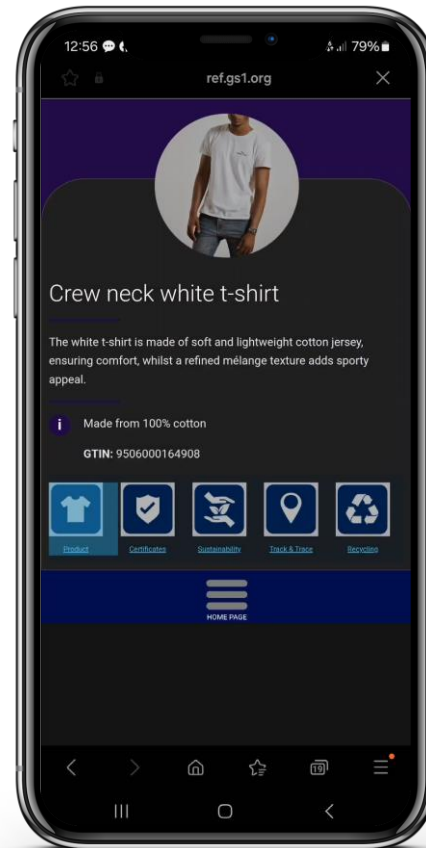 12:56
79%
ref.gs1.org
Crew neck white t-shirt
The white t-shirt is made of soft and lightweight cotton jersey,
ensuring comfort, whilst a refined mélange texture adds sporty
appeal.
i Made from 100% cotton
GTIN: 9506000164908
Product Certificates Sustainability Track & Trace Recycling
HOME PAGE
19